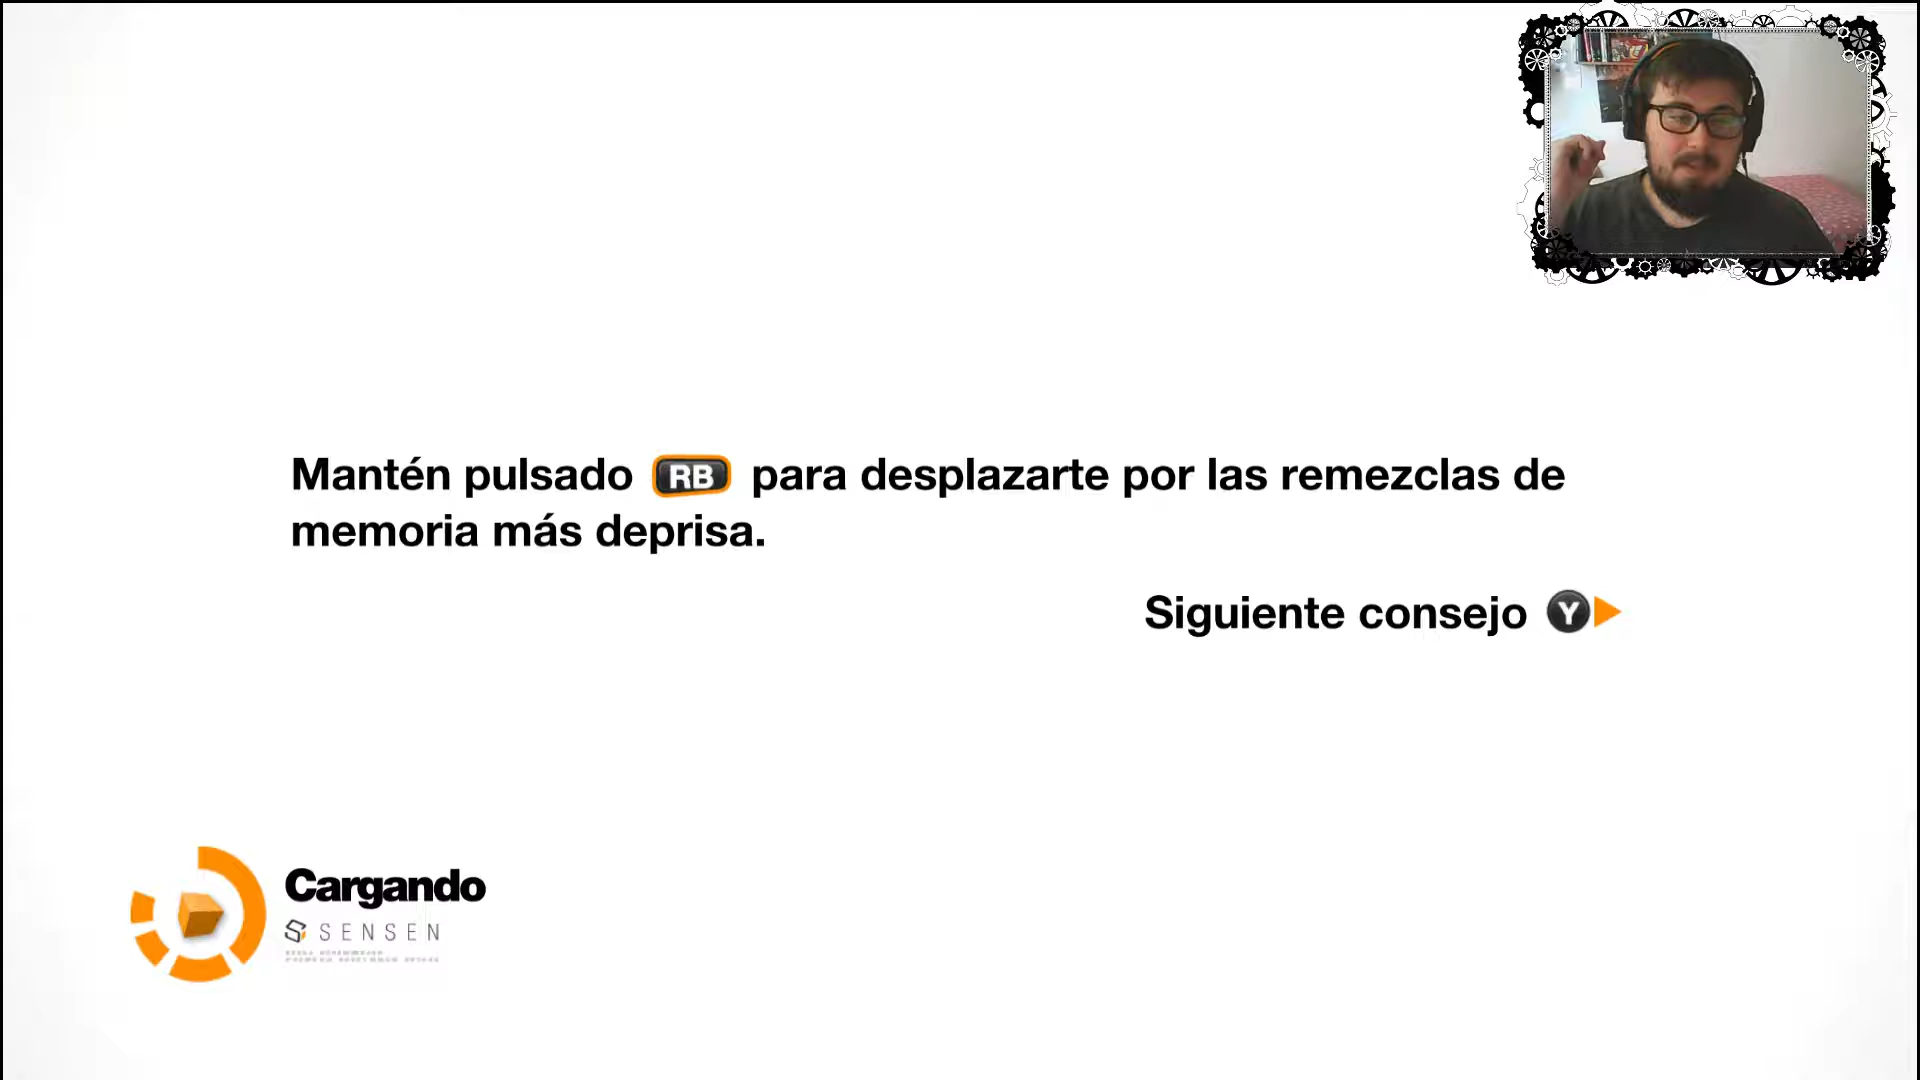 Mantén pulsado RB para desplazarte por las remezclas de
memoria más deprisa.
Siguiente consejo Y
Cargando
SENSEN